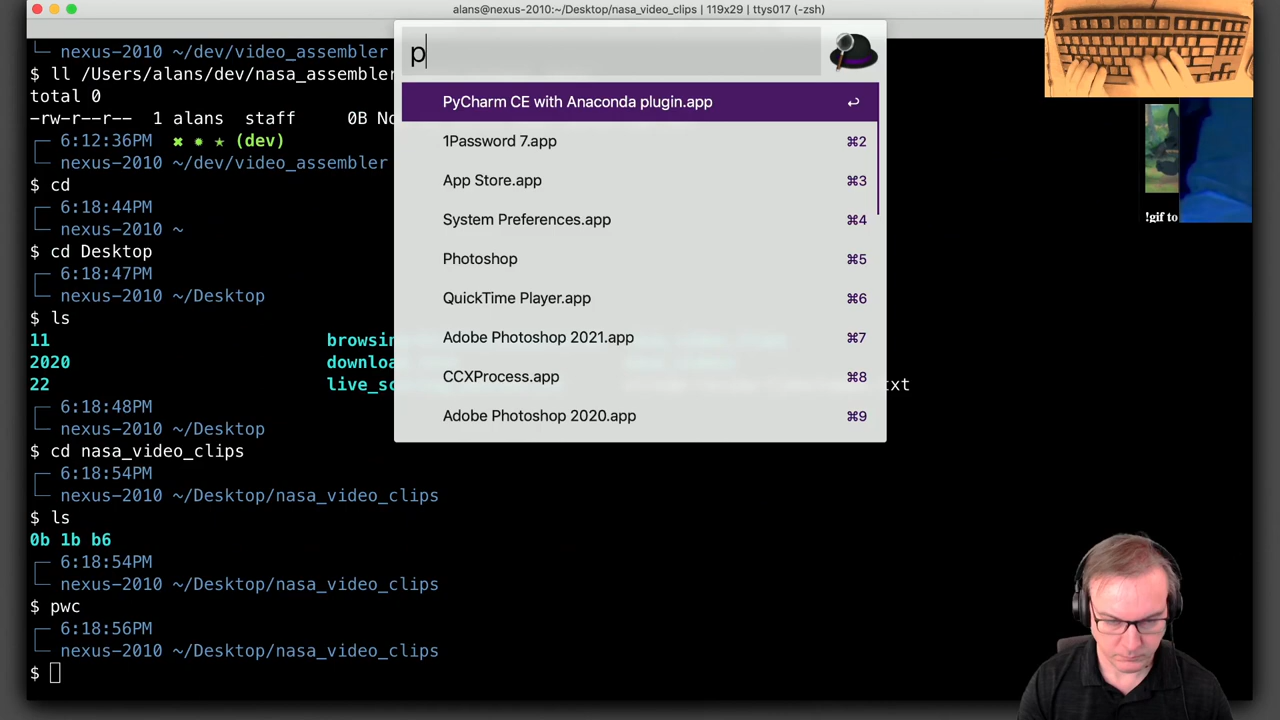 alans@nexus-2010:~/Desktop/nasa_video_clips | 119x29 | ttys017 (-zsh)
nexus-2010 ~/dev/video_assembler
$ ll /Users/alans/dev/nasa_assembler
total 0
-rw-r--r-- 1 alans staff 0B
6:12:36PM ✖ ✹ ★ (dev)
nexus-2010 ~/dev/video_assembler
$ cd
6:18:44PM
nexus-2010 ~
$ cd Desktop
6:18:47PM
nexus-2010 ~/Desktop
$ ls
11
2020
22 txt
6:18:48PM
nexus-2010 ~/Desktop
$ cd nasa_video_clips
6:18:54PM
nexus-2010 ~/Desktop/nasa_video_clips
$ ls
0b 1b b6
6:18:54PM
nexus-2010 ~/Desktop/nasa_video_clips
$ pwc
6:18:56PM
nexus-2010 ~/Desktop/nasa_video_clips
$
p
PyCharm CE with Anaconda plugin.app ↩
1Password 7.app ⌘2
App Store.app ⌘3
System Preferences.app ⌘4
Photoshop ⌘5
QuickTime Player.app ⌘6
Adobe Photoshop 2021.app ⌘7
CCXProcess.app ⌘8
Adobe Photoshop 2020.app ⌘9
!gif to